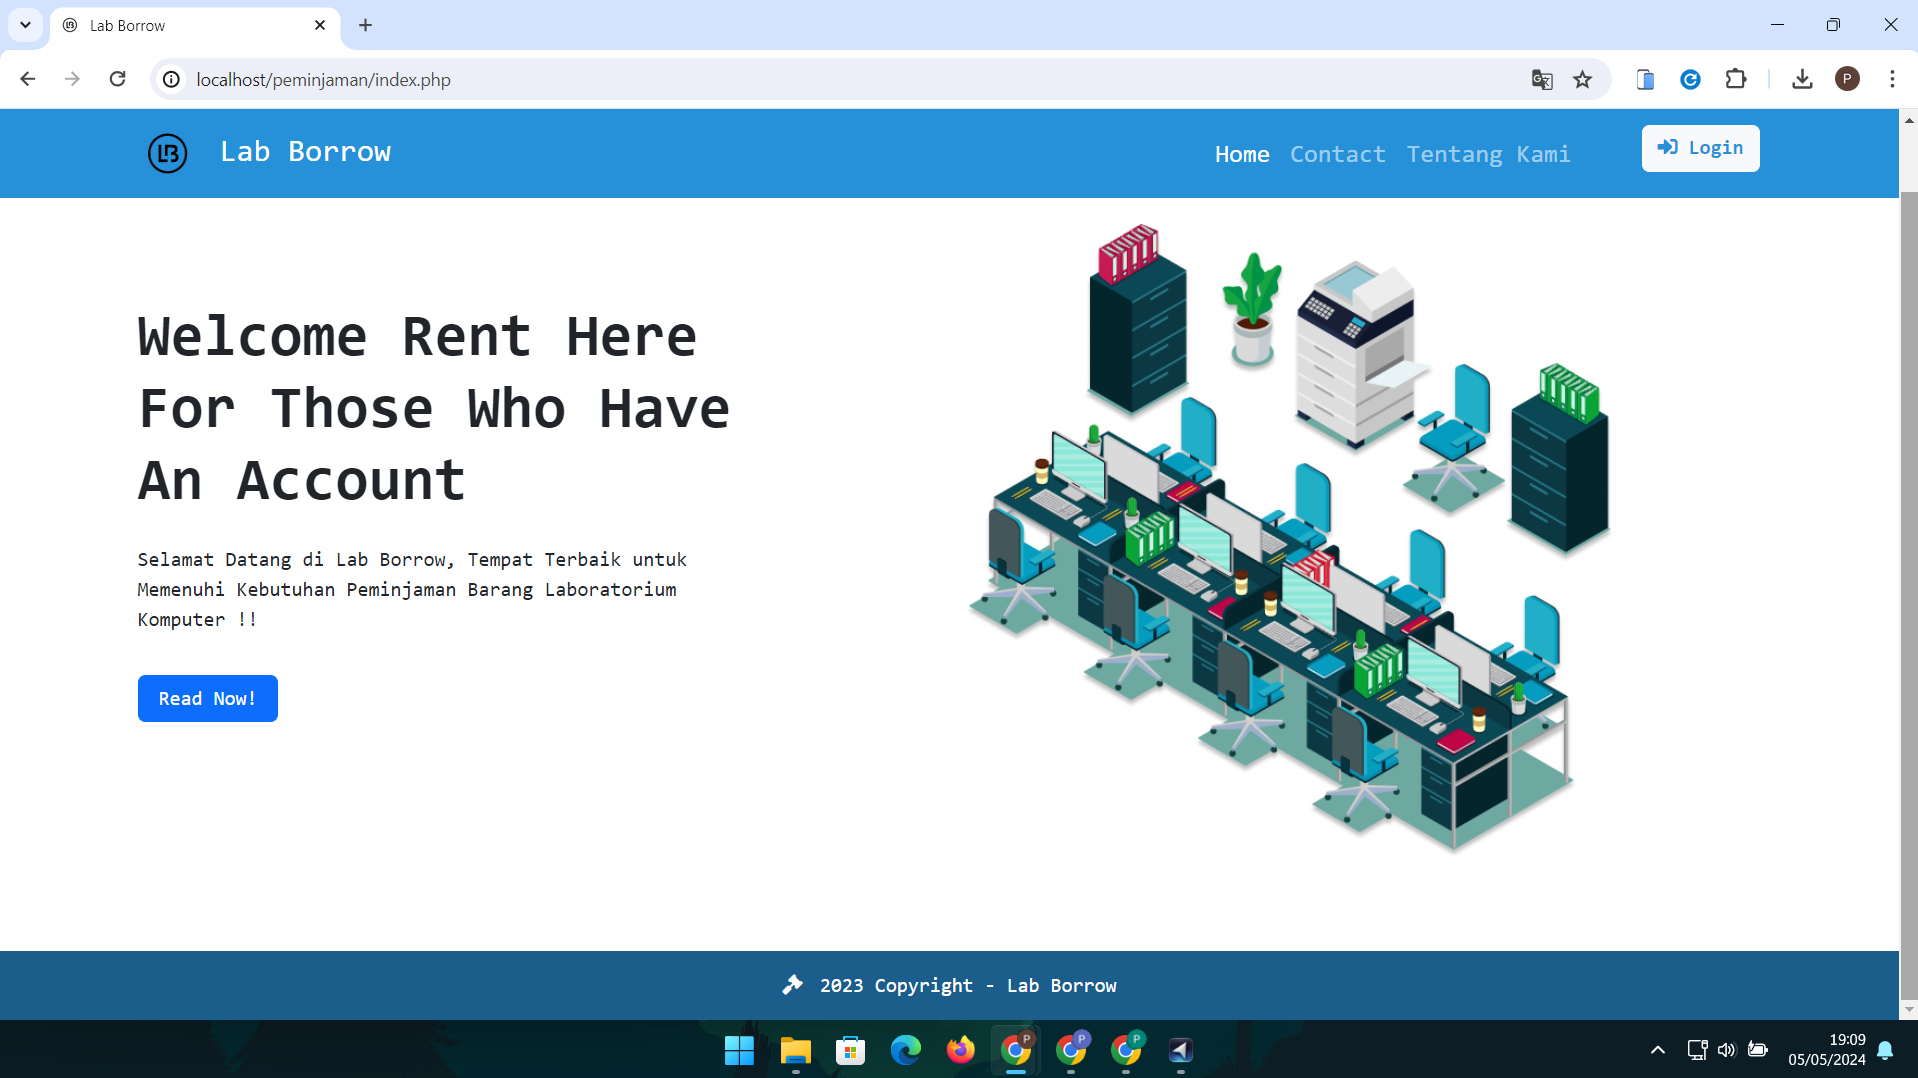 Lab Borrow
localhost/peminjaman/index.php
P
LB
Lab Borrow
Home Contact Tentang Kami
Login
Welcome Rent Here
For Those Who Have
An Account
Selamat Datang di Lab Borrow, Tempat Terbaik untuk
Memenuhi Kebutuhan Peminjaman Barang Laboratorium
Komputer !!
Read Now!
2023 Copyright - Lab Borrow
P
P
P
19:09
05/05/2024